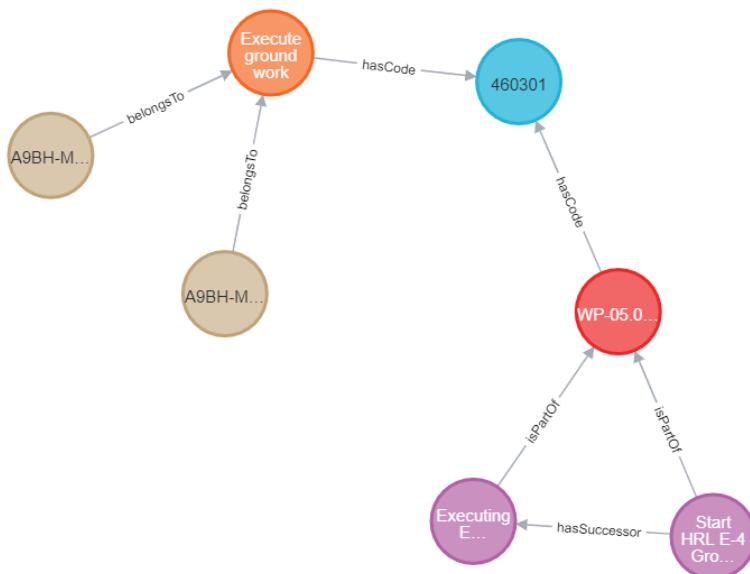 Execute
ground
work
hasCode
460301
belongsTo
A9BH-M...
belongsTo
A9BH-M...
hasCode
WP-05.0...
isPartOf
isPartOf
Executing
E...
hasSuccessor
Start
HRL E-4
Gro...